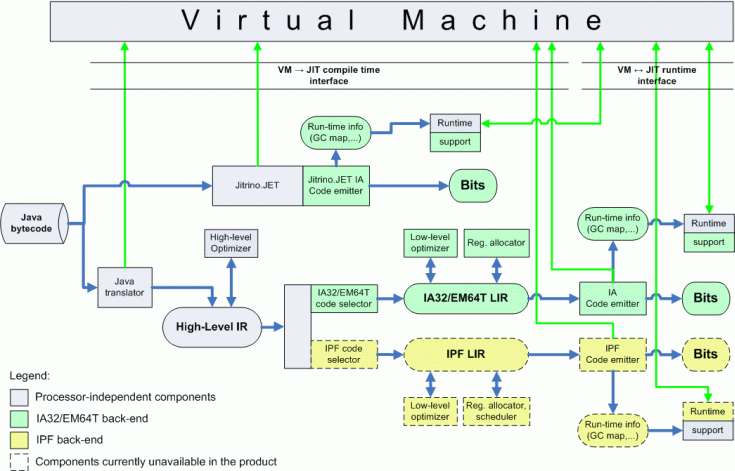 Virtual Machine
VM → JIT compile time
interface
VM ↔ JIT runtime
interface
Run-time info
(GC map,...)
Runtime
support
Jitrino.JET
Jitrino.JET IA
Code emitter
Bits
Java
bytecode
High-level
Optimizer
Low-level
optimizer
Reg. allocator
Run-time info
(GC map,...)
Runtime
support
Java
translator
IA32/EM64T
code selector
IA32/EM64T LIR
IA
Code emitter
Bits
High-Level IR
IPF code
selector
IPF LIR
IPF
Code emitter
Bits
Low-level
optimizer
Reg. allocator,
scheduler
Run-time info
(GC map,...)
Runtime
support
Legend:
Processor-independent components
IA32/EM64T back-end
IPF back-end
Components currently unavailable in the product